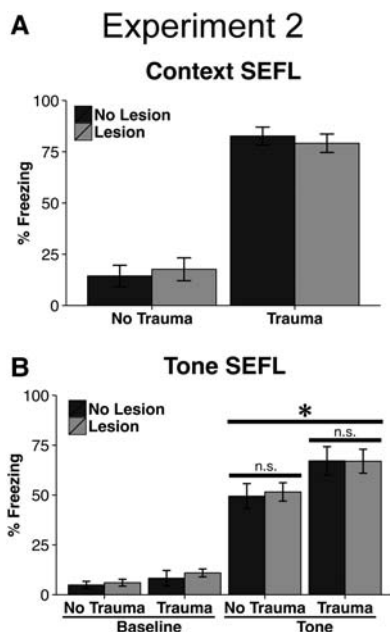 A Experiment 2
Context SEFL
100
75
50
25
0
% Freezing
No Lesion
Lesion
No Trauma Trauma
B Tone SEFL
100
75
50
25
0
% Freezing
No Lesion
Lesion
*
n.s.
n.s.
No Trauma Trauma No Trauma Trauma
Baseline Tone